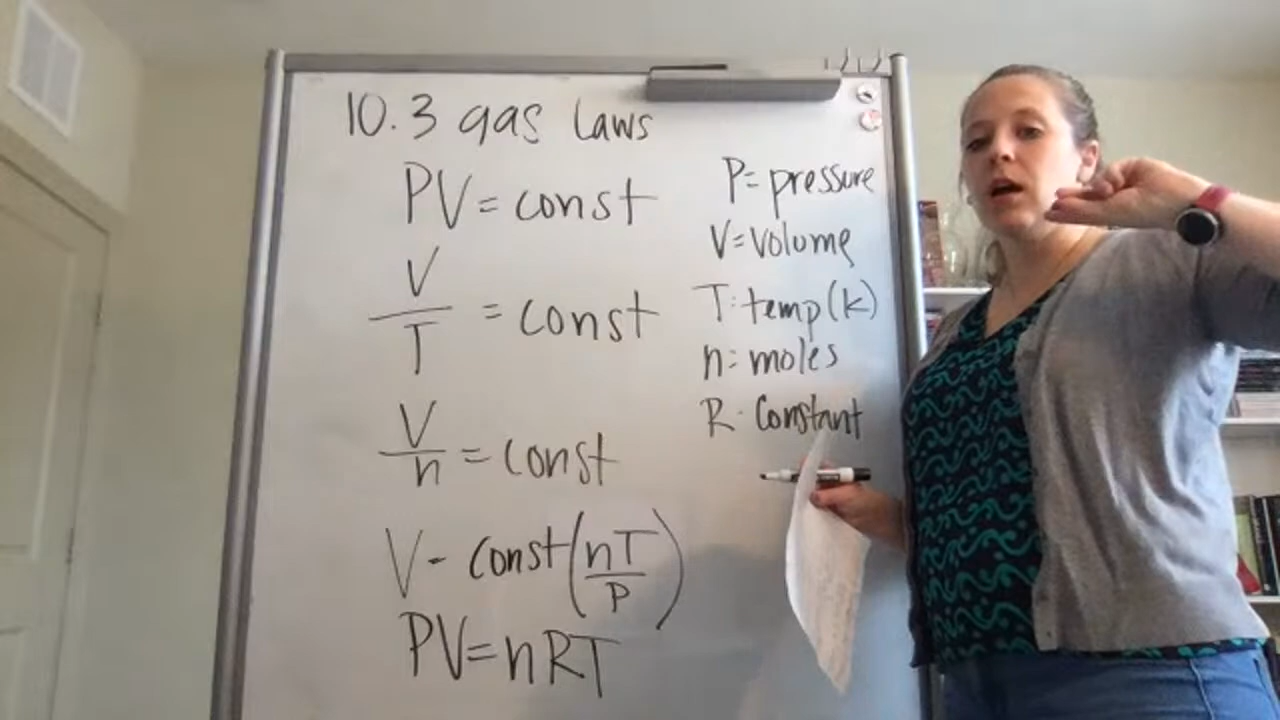 10.3 gas laws
PV = const
V
T = const
V
n = const
V - const(nT
P)
PV = nRT
P = pressure
V = volume
T: temp (k)
n: moles
R - Constant